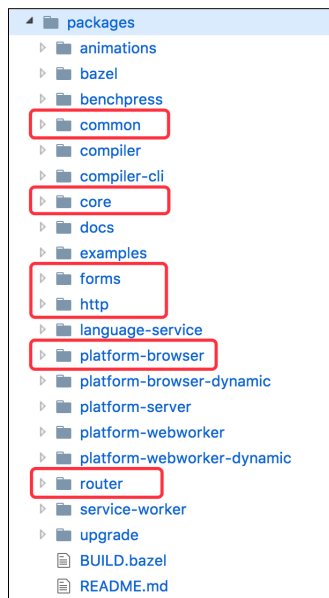 packages
animations
bazel
benchpress
common
compiler
compiler-cli
core
docs
examples
forms
http
language-service
platform-browser
platform-browser-dynamic
platform-server
platform-webworker
platform-webworker-dynamic
router
service-worker
upgrade
BUILD.bazel
README.md